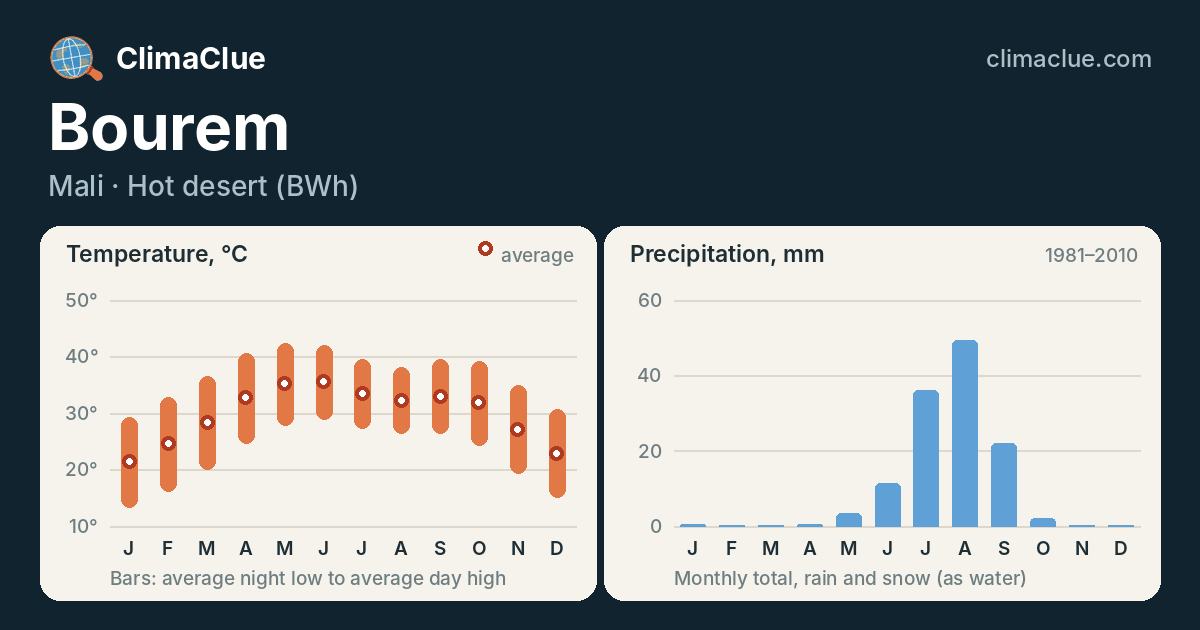 ClimaClue
climaclue.com
Bourem
Mali · Hot desert (BWh)
Temperature, °C
average
50°
40°
30°
20°
10°
J F M A M J J A S O N D
Bars: average night low to average day high
Precipitation, mm
1981–2010
60
40
20
0
J F M A M J J A S O N D
Monthly total, rain and snow (as water)